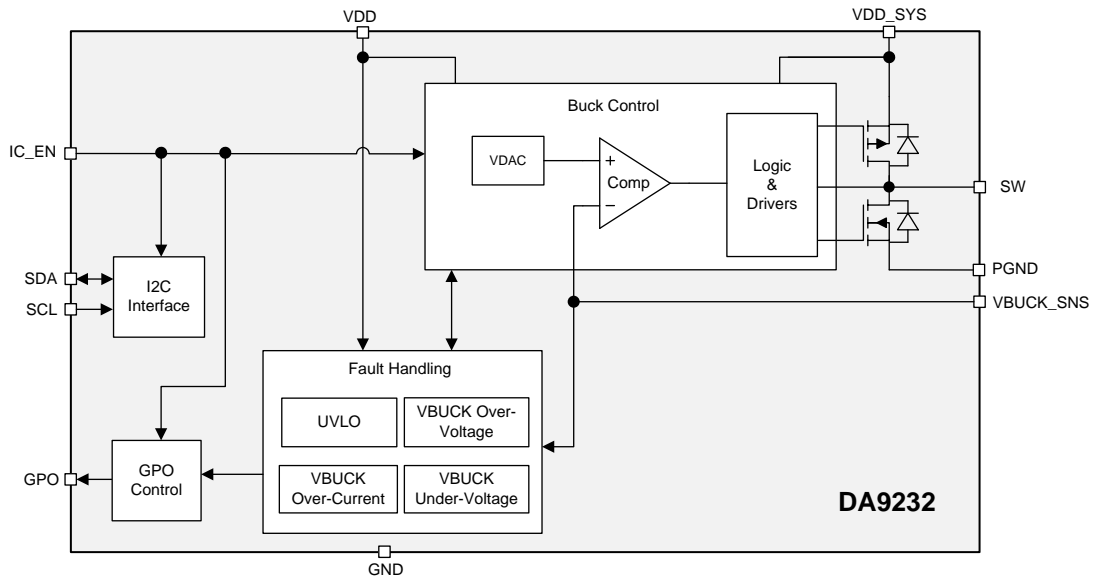 VDD
VDD_SYS
Buck Control
IC_EN
VDAC
+
Comp
−
Logic
&
Drivers
SW
PGND
SDA
SCL
I2C
Interface
VBUCK_SNS
Fault Handling
UVLO
VBUCK Over-
Voltage
VBUCK
Over-Current
VBUCK
Under-Voltage
GPO
GPO
Control
DA9232
GND